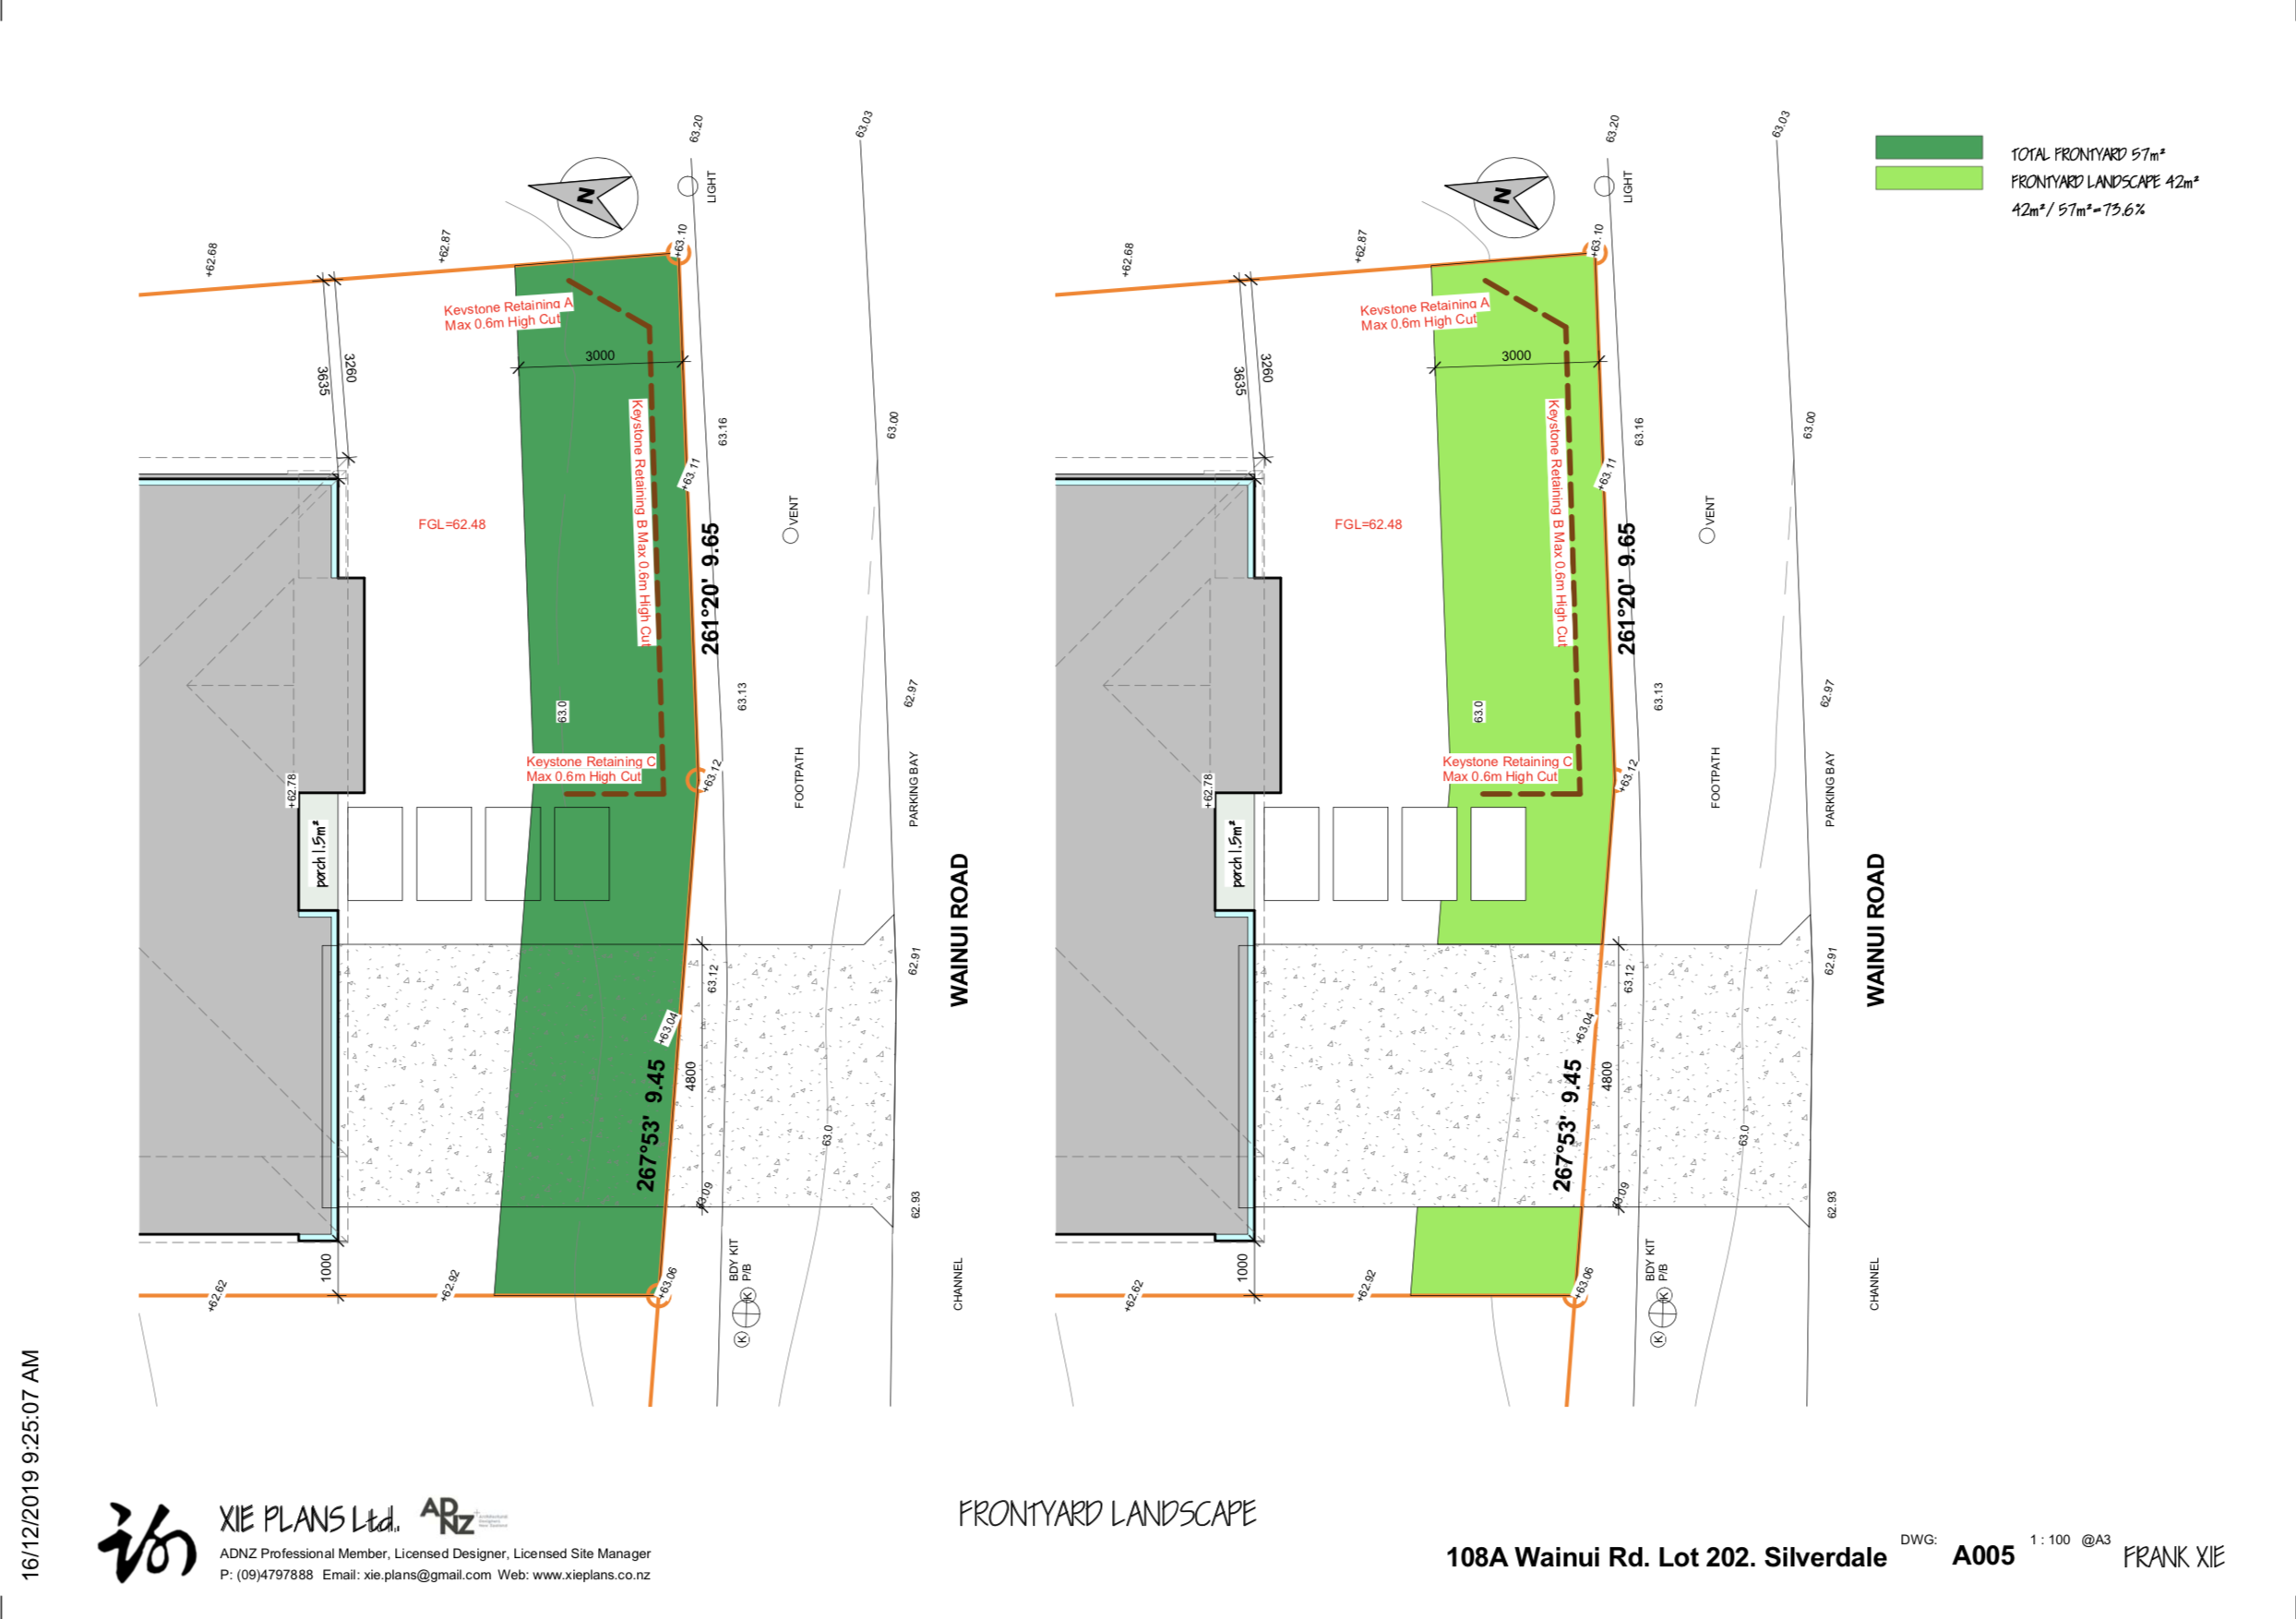 63.20
63.03
LIGHT
+62.68
+62.87
+63.10
N
Keystone Retaining A
Max 0.6m High Cut
3000
3635
3260
63.16
63.00
+63.11
Keystone Retaining B Max 0.6m High Cut
FGL=62.48
VENT
261°20' 9.65
63.0
63.13
62.97
Keystone Retaining C
Max 0.6m High Cut
+63.12
+62.78
FOOTPATH
PARKING BAY
porch 1.5m²
WAINUI ROAD
62.91
63.12
+63.04
4800
267°53' 9.45
63.0
63.09
62.93
1000
+62.62
+62.92
+63.06
BDY KIT
P/B
K
K
CHANNEL
63.20
63.03
LIGHT
+62.68
+62.87
+63.10
N
Keystone Retaining A
Max 0.6m High Cut
3000
3635
3260
63.16
63.00
+63.11
Keystone Retaining B Max 0.6m High Cut
FGL=62.48
VENT
261°20' 9.65
63.0
63.13
62.97
Keystone Retaining C
Max 0.6m High Cut
+63.12
+62.78
FOOTPATH
PARKING BAY
porch 1.5m²
WAINUI ROAD
62.91
63.12
+63.04
4800
267°53' 9.45
63.0
63.09
62.93
1000
+62.62
+62.92
+63.06
BDY KIT
P/B
K
K
CHANNEL
TOTAL FRONTYARD 57m²
FRONTYARD LANDSCAPE 42m²
42m²/ 57m²=73.6%
16/12/2019 9:25:07 AM
XIE PLANS Ltd.
ADNZ
Architectural
Designers
New Zealand
ADNZ Professional Member, Licensed Designer, Licensed Site Manager
P: (09)4797888 Email: xie.plans@gmail.com Web: www.xieplans.co.nz
FRONTYARD LANDSCAPE
108A Wainui Rd. Lot 202. Silverdale
DWG:
A005
1 : 100 @A3
FRANK XIE